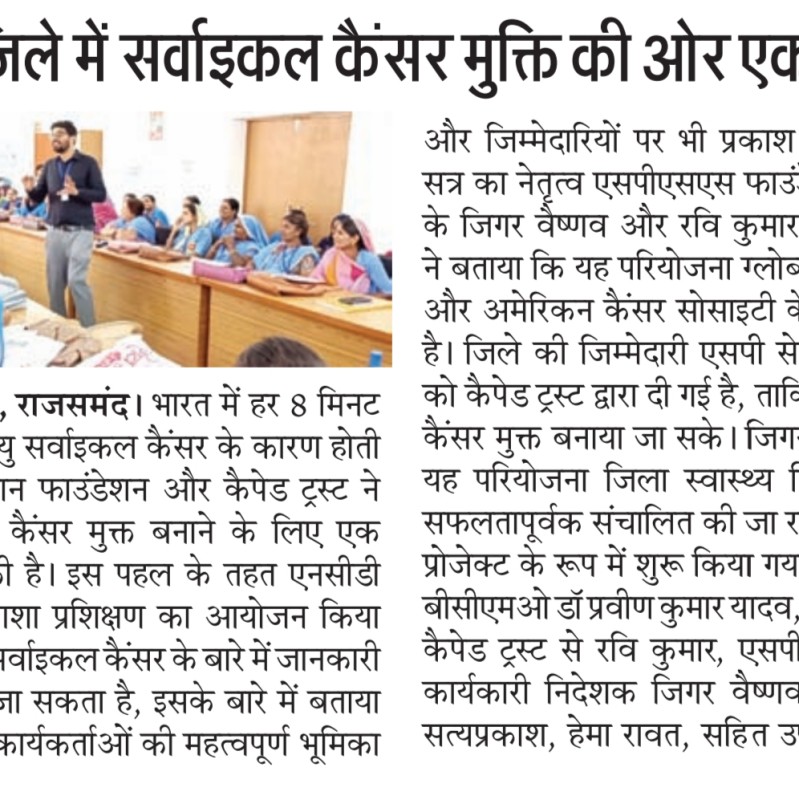 में सर्वाइकल कैंसर मुक्ति की ओर
राजसमंद। भारत में हर 8 मिनट
सर्वाइकल कैंसर के कारण होती
फाउंडेशन और कैपेड ट्रस्ट ने
कैंसर मुक्त बनाने के लिए एक
है। इस पहल के तहत एनसीडी
प्रशिक्षण का आयोजन किया
सर्वाइकल कैंसर के बारे में जानकारी
जा सकता है, इसके बारे में बताया
कार्यकर्ताओं की महत्वपूर्ण भूमिका
और जिम्मेदारियों पर भी प्रकाश
सत्र का नेतृत्व एसपीएसएस
के जिगर वैष्णव और रवि कुमार
ने बताया कि यह परियोजना
और अमेरिकन कैंसर सोसाइटी
है। जिले की जिम्मेदारी एसपी
को कैपेड ट्रस्ट द्वारा दी गई है,
कैंसर मुक्त बनाया जा सके।
यह परियोजना जिला स्वास्थ्य
सफलतापूर्वक संचालित की जा
प्रोजेक्ट के रूप में शुरू किया
बीसीएमओ डॉ प्रवीण कुमार यादव,
कैपेड ट्रस्ट से रवि कुमार,
कार्यकारी निदेशक जिगर वैष्णव
सत्यप्रकाश, हेमा रावत, सहित